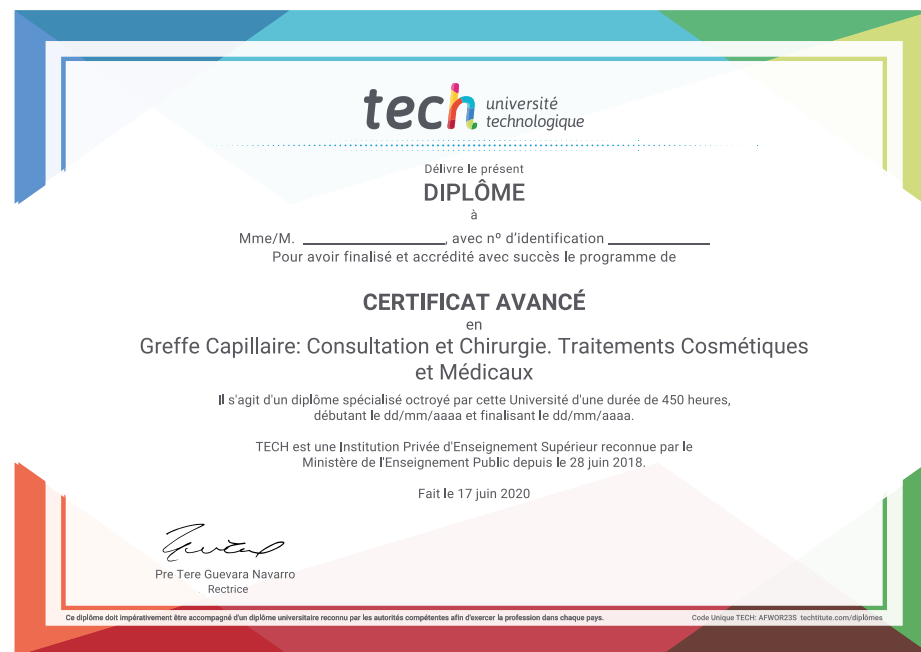 tech université
technologique
Délivre le présent
DIPLÔME
à
Mme/M. ____________________, avec nº d'identification ______________
Pour avoir finalisé et accrédité avec succès le programme de
CERTIFICAT AVANCÉ
en
Greffe Capillaire: Consultation et Chirurgie. Traitements Cosmétiques
et Médicaux
Il s'agit d'un diplôme spécialisé octroyé par cette Université d'une durée de 450 heures,
débutant le dd/mm/aaaa et finalisant le dd/mm/aaaa.
TECH est une Institution Privée d'Enseignement Supérieur reconnue par le
Ministère de l'Enseignement Public depuis le 28 juin 2018.
Fait le 17 juin 2020
Pre Tere Guevara Navarro
Rectrice
Ce diplôme doit impérativement être accompagné d'un diplôme universitaire reconnu par les autorités compétentes afin d'exercer la profession dans chaque pays.
Code Unique TECH: AFWOR23S techtitute.com/diplômes